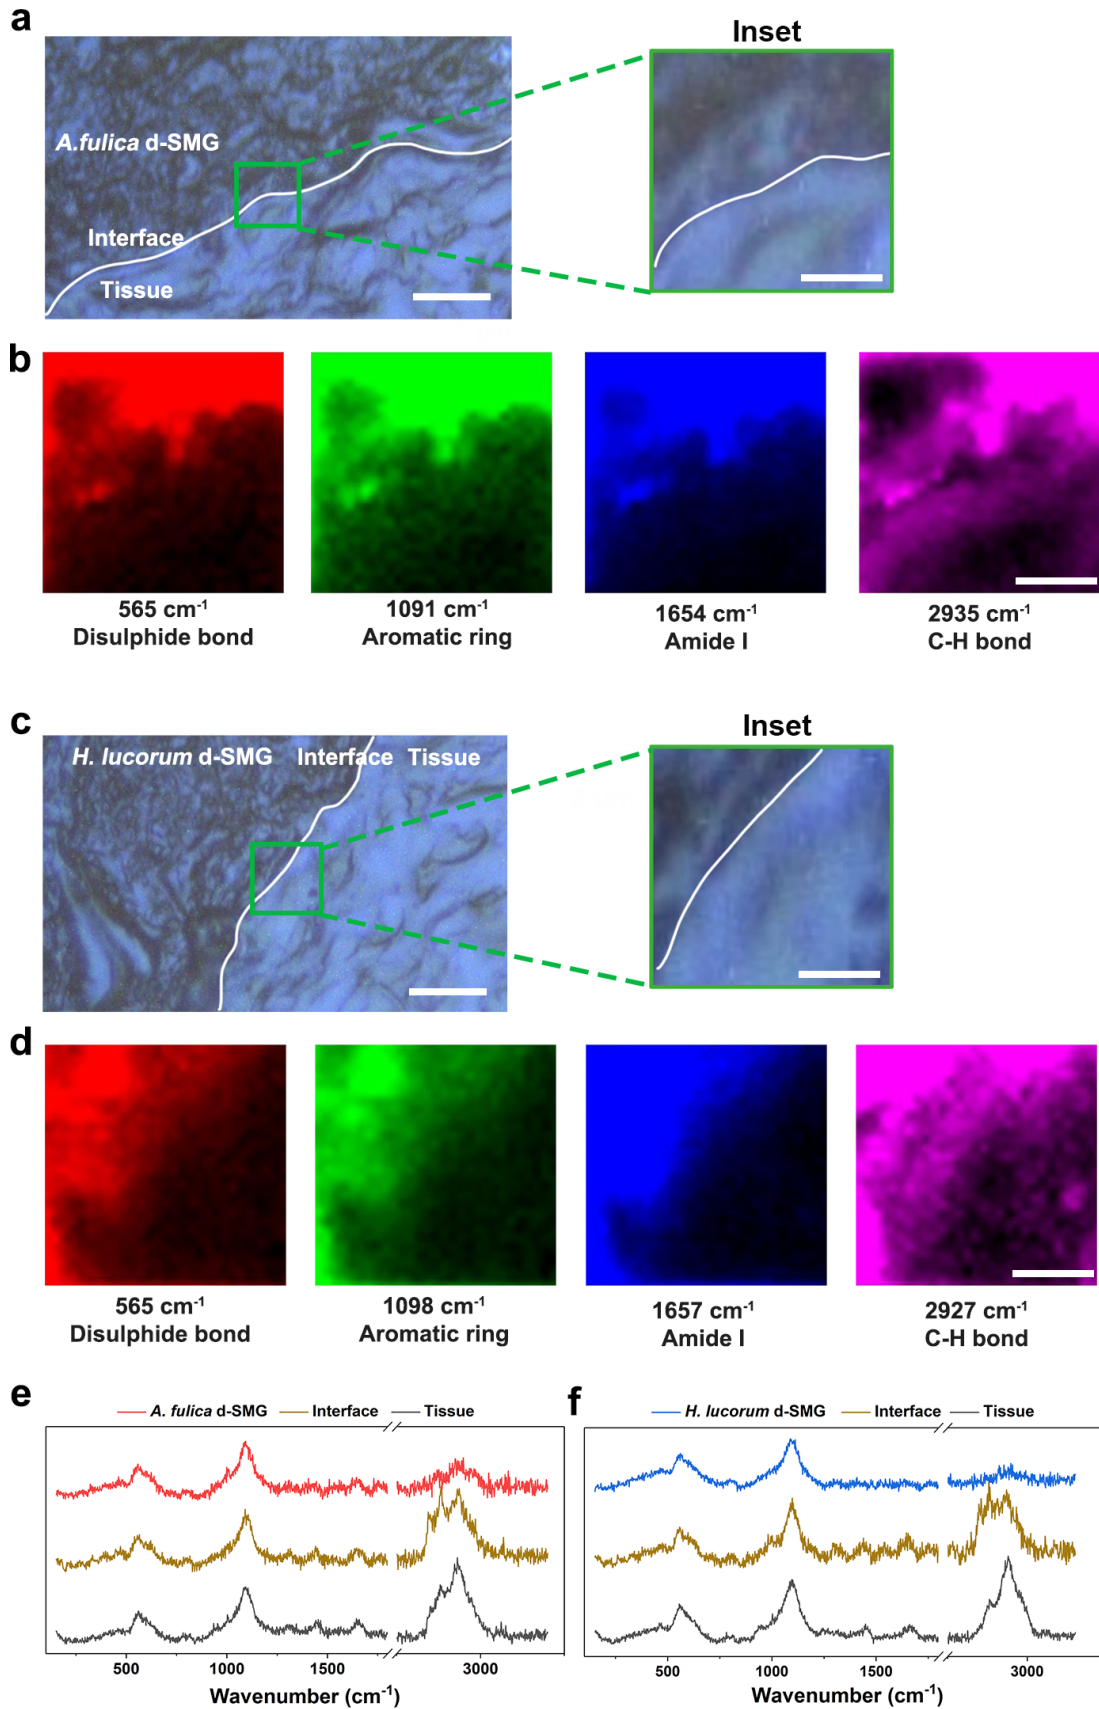 a
Inset
A.fulica d-SMG
Interface
Tissue
b
565 cm-1
Disulphide bond
1091 cm-1
Aromatic ring
1654 cm-1
Amide I
2935 cm-1
C-H bond
c
Inset
H. lucorum d-SMG Interface Tissue
d
565 cm-1
Disulphide bond
1098 cm-1
Aromatic ring
1657 cm-1
Amide I
2927 cm-1
C-H bond
e
A. fulica d-SMG Interface Tissue
500 1000 1500 3000
Wavenumber (cm-1)
f
H. lucorum d-SMG Interface Tissue
500 1000 1500 3000
Wavenumber (cm-1)